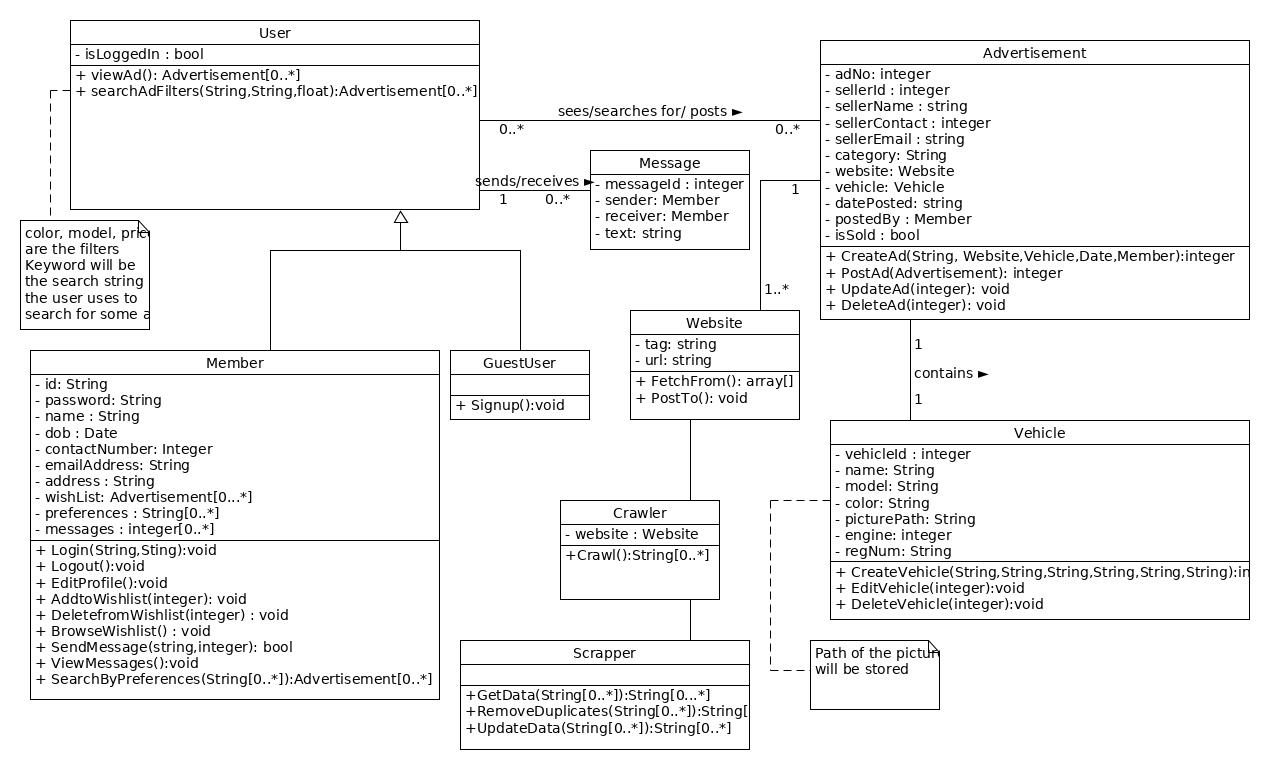 User
- isLoggedIn : bool
+ viewAd(): Advertisement[0..*]
+ searchAdFilters(String,String,float):Advertisement[0..*]
sees/searches for/ posts ►
0..*
0..*
sends/receives ►
1
0..*
Message
- messageId : integer
- sender: Member
- receiver: Member
- text: string
Advertisement
- adNo: integer
- sellerId : integer
- sellerName : string
- sellerContact : integer
- sellerEmail : string
- category: String
- website: Website
- vehicle: Vehicle
- datePosted: string
- postedBy : Member
- isSold : bool
+ CreateAd(String, Website,Vehicle,Date,Member):integer
+ PostAd(Advertisement): integer
+ UpdateAd(integer): void
+ DeleteAd(integer): void
1
1..*
color, model, pric
are the filters
Keyword will be
the search string
the user uses to
search for some a
Member
- id: String
- password: String
- name : String
- dob : Date
- contactNumber: Integer
- emailAddress: String
- address : String
- wishList: Advertisement[0...*]
- preferences : String[0..*]
- messages : integer[0..*]
+ Login(String,Sting):void
+ Logout():void
+ EditProfile():void
+ AddtoWishlist(integer): void
+ DeletefromWishlist(integer) : void
+ BrowseWishlist() : void
+ SendMessage(string,integer): bool
+ ViewMessages():void
+ SearchByPreferences(String[0..*]):Advertisement[0..*]
GuestUser
+ Signup():void
Website
- tag: string
- url: string
+ FetchFrom(): array[]
+ PostTo(): void
1
contains ►
1
Vehicle
- vehicleId : integer
- name: String
- model: String
- color: String
- picturePath: String
- engine: integer
- regNum: String
+ CreateVehicle(String,String,String,String,String,String):in
+ EditVehicle(integer):void
+ DeleteVehicle(integer):void
Crawler
- website : Website
+Crawl():String[0..*]
Scrapper
+GetData(String[0..*]):String[0...*]
+RemoveDuplicates(String[0..*]):String[
+UpdateData(String[0..*]):String[0..*]
Path of the pictur
will be stored